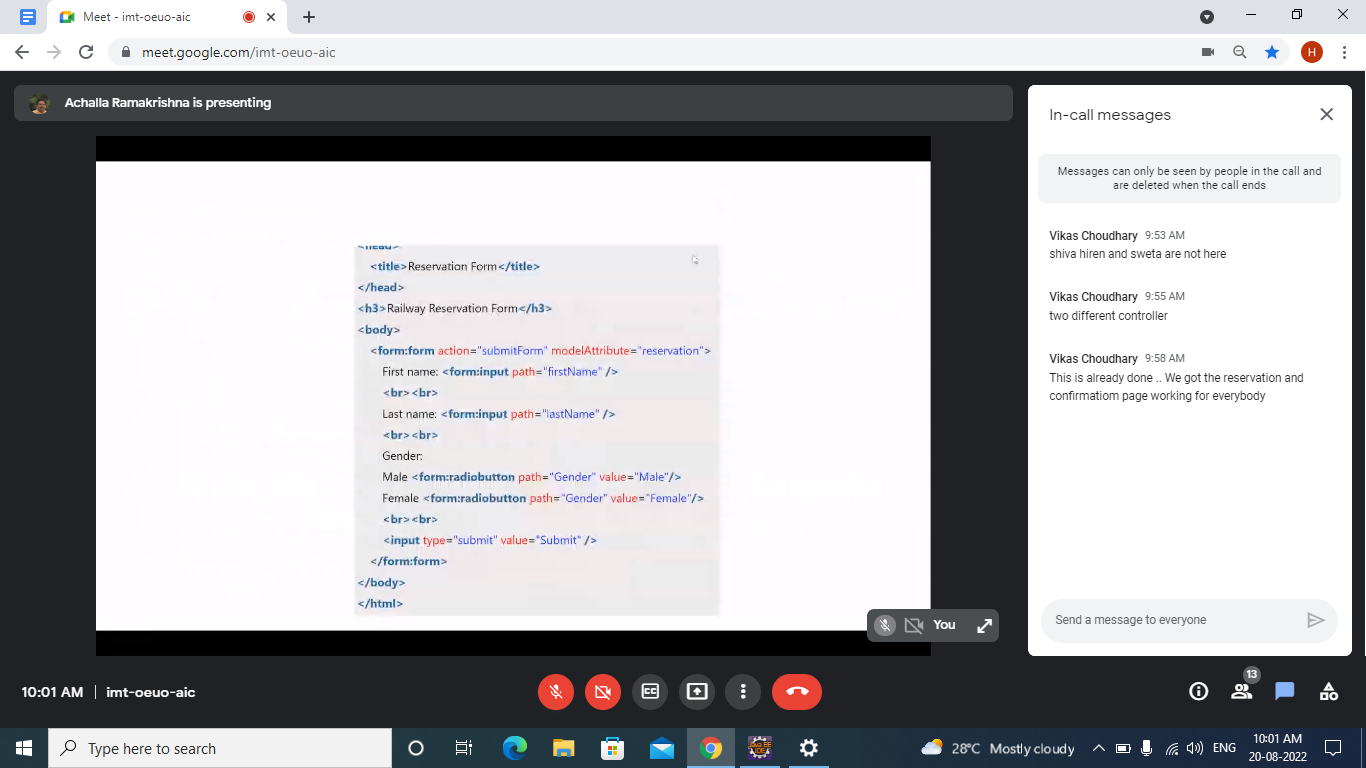 Meet - imt-oeuo-aic
meet.google.com/imt-oeuo-aic
H
Achalla Ramakrishna is presenting
<head>
<title>Reservation Form</title>
</head>
<h3>Railway Reservation Form</h3>
<body>
<form:form action="submitForm" modelAttribute="reservation">
First name: <form:input path="firstName" />
<br><br>
Last name: <form:input path="lastName" />
<br><br>
Gender:
Male <form:radiobutton path="Gender" value="Male"/>
Female <form:radiobutton path="Gender" value="Female"/>
<br><br>
<input type="submit" value="Submit" />
</form:form>
</body>
</html>
You
In-call messages
Messages can only be seen by people in the call and
are deleted when the call ends
Vikas Choudhary 9:53 AM
shiva hiren and sweta are not here
Vikas Choudhary 9:55 AM
two different controller
Vikas Choudhary 9:58 AM
This is already done .. We got the reservation and
confirmatiom page working for everybody
Send a message to everyone
10:01 AM | imt-oeuo-aic
CC
13
Type here to search
28°C Mostly cloudy
ENG
10:01 AM
20-08-2022